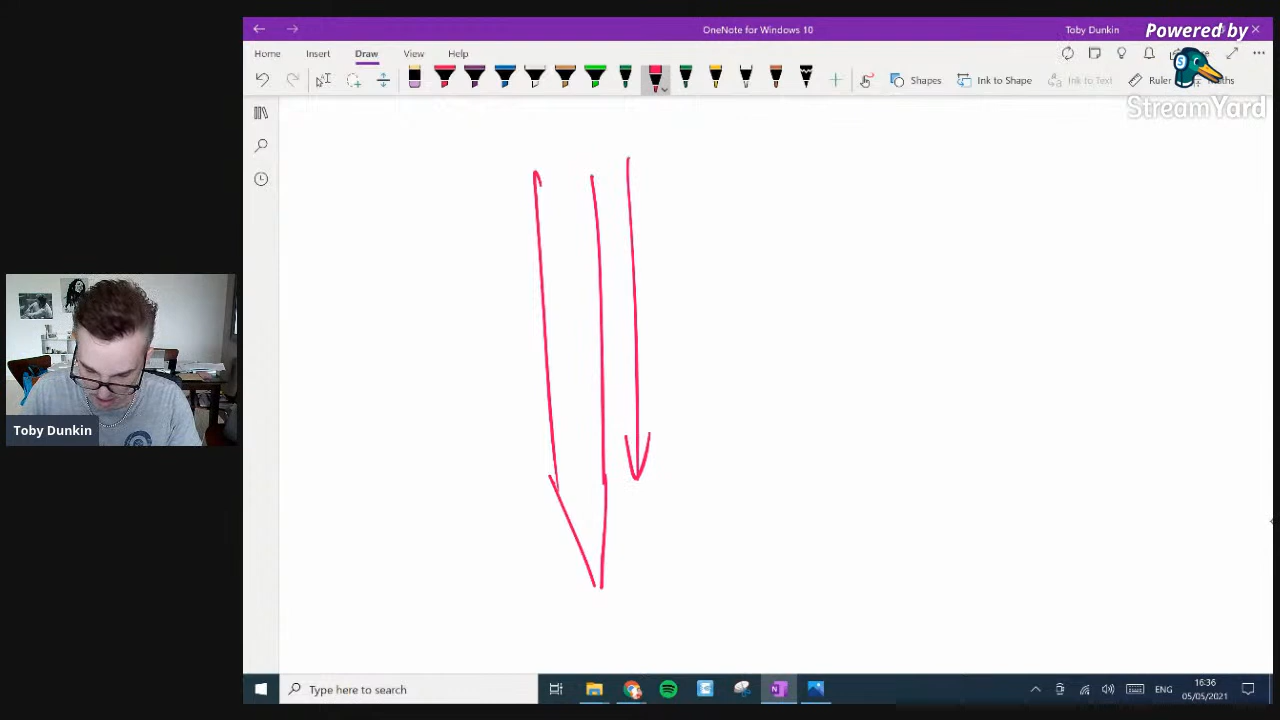 OneNote for Windows 10
Toby Dunkin
Powered by
StreamYard
Home
Insert
Draw
View
Help
Shapes
Ink to Shape
Ink to Text
Ruler
Toby Dunkin
Type here to search
ENG
16:36
05/05/2021